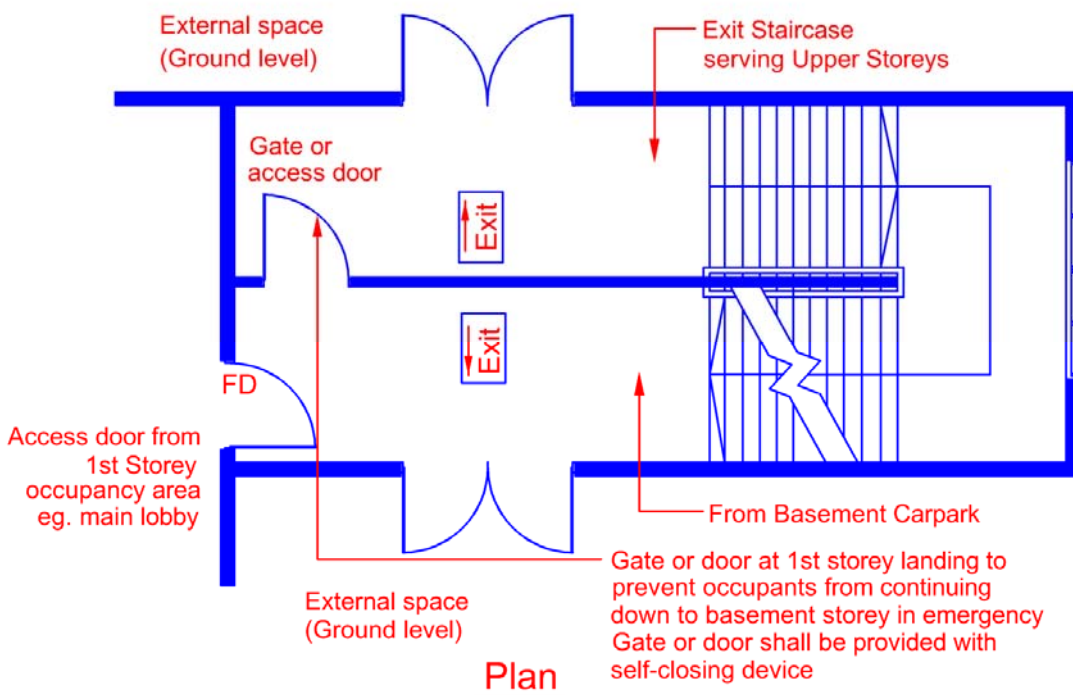 External space
(Ground level)
Exit Staircase
serving Upper Storeys
Gate or
access door
Exit
Exit
FD
Access door from
1st Storey
occupancy area
eg. main lobby
From Basement Carpark
Gate or door at 1st storey landing to
prevent occupants from continuing
down to basement storey in emergency
Gate or door shall be provided with
self-closing device
External space
(Ground level)
Plan